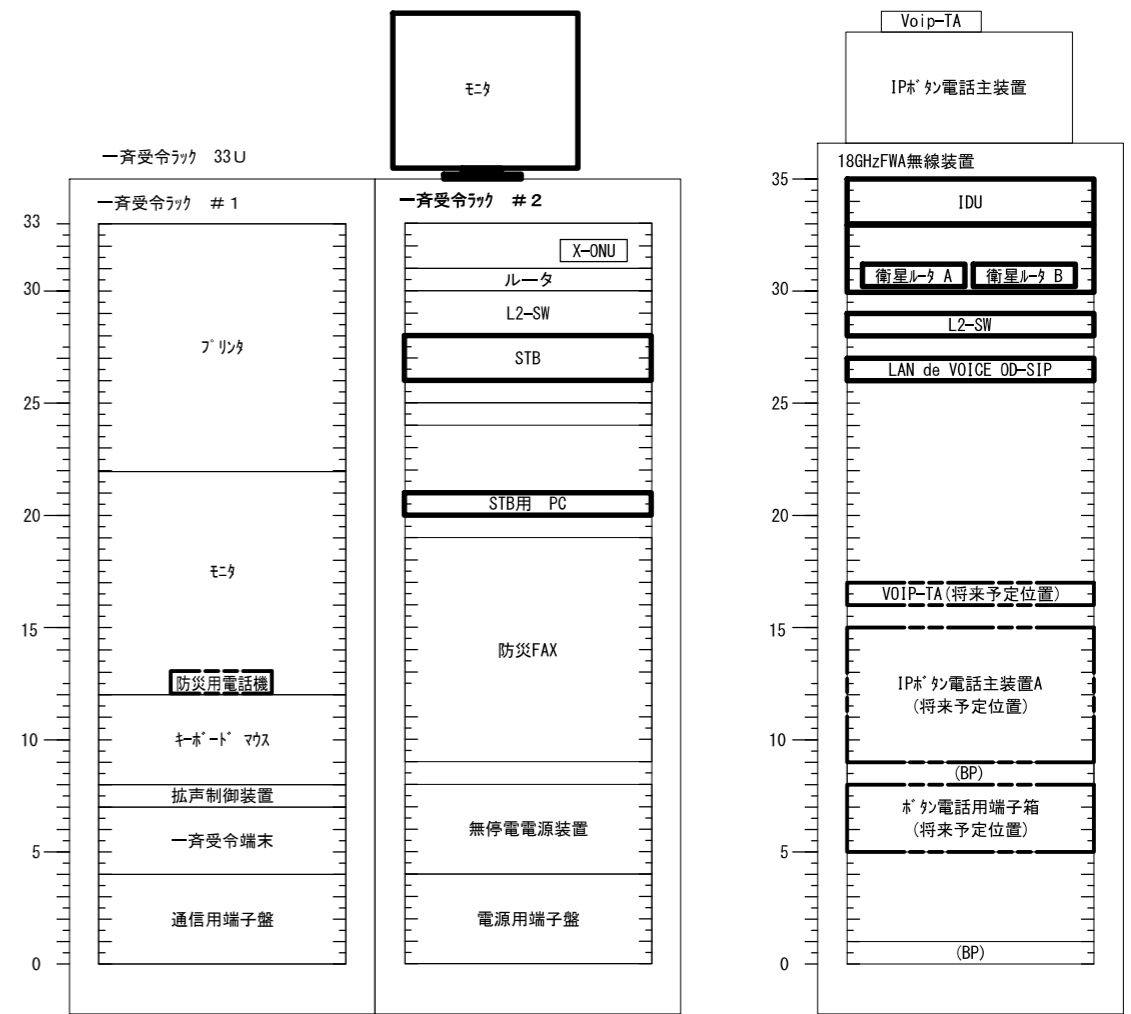 Voip-TA
IPﾎﾞﾀﾝ電話主装置
ﾓﾆﾀ
一斉受令ﾗｯｸ 33U
18GHzFWA無線装置
一斉受令ﾗｯｸ #1
一斉受令ﾗｯｸ #2
33
30
25
20
15
10
5
0
ﾌﾟﾘﾝﾀ
ﾓﾆﾀ
防災用電話機
ｷｰﾎﾞｰﾄﾞ ﾏｳｽ
拡声制御装置
一斉受令端末
通信用端子盤
X-ONU
ルータ
L2-SW
STB
STB用 PC
防災FAX
無停電電源装置
電源用端子盤
35
30
25
20
15
10
5
0
IDU
衛星ﾙｰﾀ A
衛星ﾙｰﾀ B
L2-SW
LAN de VOICE OD-SIP
VOIP-TA(将来予定位置)
IPﾎﾞﾀﾝ電話主装置A
(将来予定位置)
(BP)
ﾎﾞﾀﾝ電話用端子箱
(将来予定位置)
(BP)